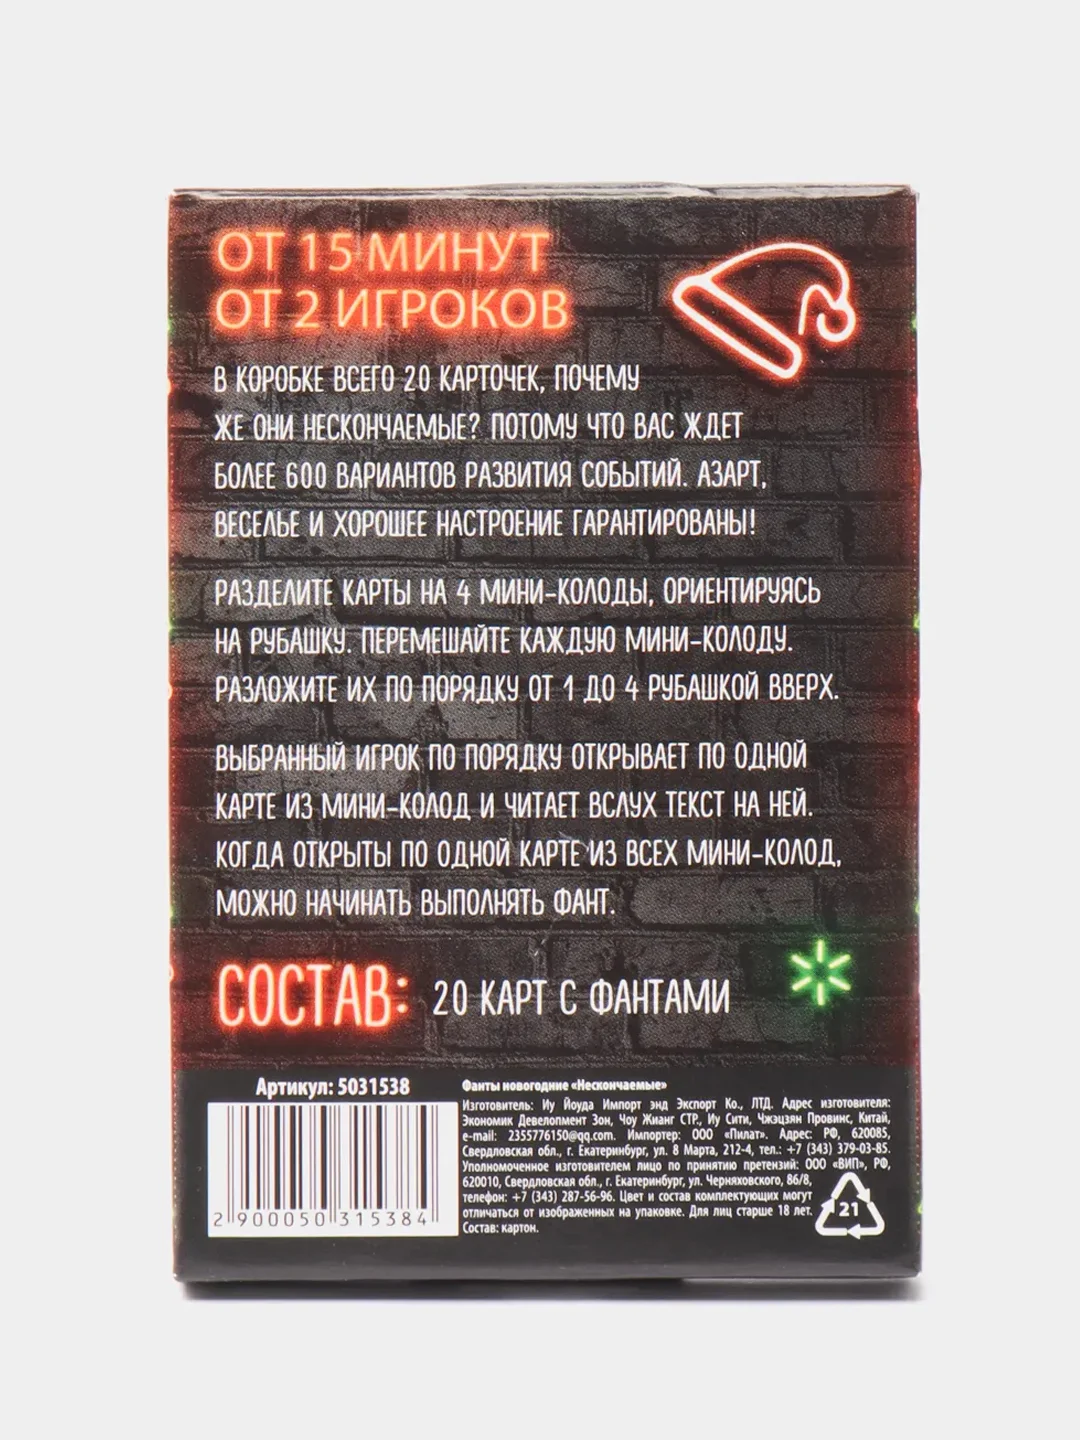 ОТ 15 МИНУТ
ОТ 2 ИГРОКОВ
В КОРОБКЕ ВСЕГО 20 КАРТОЧЕК, ПОЧЕМУ
ЖЕ ОНИ НЕСКОНЧАЕМЫЕ? ПОТОМУ ЧТО ВАС ЖДЕТ
БОЛЕЕ 600 ВАРИАНТОВ РАЗВИТИЯ СОБЫТИЙ. АЗАРТ,
ВЕСЕЛЬЕ И ХОРОШЕЕ НАСТРОЕНИЕ ГАРАНТИРОВАНЫ!
РАЗДЕЛИТЕ КАРТЫ НА 4 МИНИ-КОЛОДЫ, ОРИЕНТИРУЯСЬ
НА РУБАШКУ. ПЕРЕМЕШАЙТЕ КАЖДУЮ МИНИ-КОЛОДУ.
РАЗЛОЖИТЕ ИХ ПО ПОРЯДКУ ОТ 1 ДО 4 РУБАШКОЙ ВВЕРХ.
ВЫБРАННЫЙ ИГРОК ПО ПОРЯДКУ ОТКРЫВАЕТ ПО ОДНОЙ
КАРТЕ ИЗ МИНИ-КОЛОД И ЧИТАЕТ ВСЛУХ ТЕКСТ НА НЕЙ.
КОГДА ОТКРЫТЫ ПО ОДНОЙ КАРТЕ ИЗ ВСЕХ МИНИ-КОЛОД,
МОЖНО НАЧИНАТЬ ВЫПОЛНЯТЬ ФАНТ.
СОСТАВ: 20 КАРТ С ФАНТАМИ
Артикул: 5031538
2 900050 315384
Фанты новогодние «Нескончаемые»
Изготовитель: Иу Йоуда Импорт энд Экспорт Ко., ЛТД. Адрес изготовителя:
Экономик Девелопмент Зон, Чоу Жианг СТР., Иу Сити, Чжэцзян Провинс, Китай,
e-mail: 2355776150@qq.com. Импортер: ООО «Пилат». Адрес: РФ, 620085,
Свердловская обл., г. Екатеринбург, ул. 8 Марта, 212-4, тел.: +7 (343) 379-03-85.
Уполномоченное изготовителем лицо по принятию претензий: ООО «ВИП», РФ,
620010, Свердловская обл., г. Екатеринбург, ул. Черняховского, 86/8,
телефон: +7 (343) 287-56-96. Цвет и состав комплектующих могут
отличаться от изображенных на упаковке. Для лиц старше 18 лет.
Состав: картон.
21